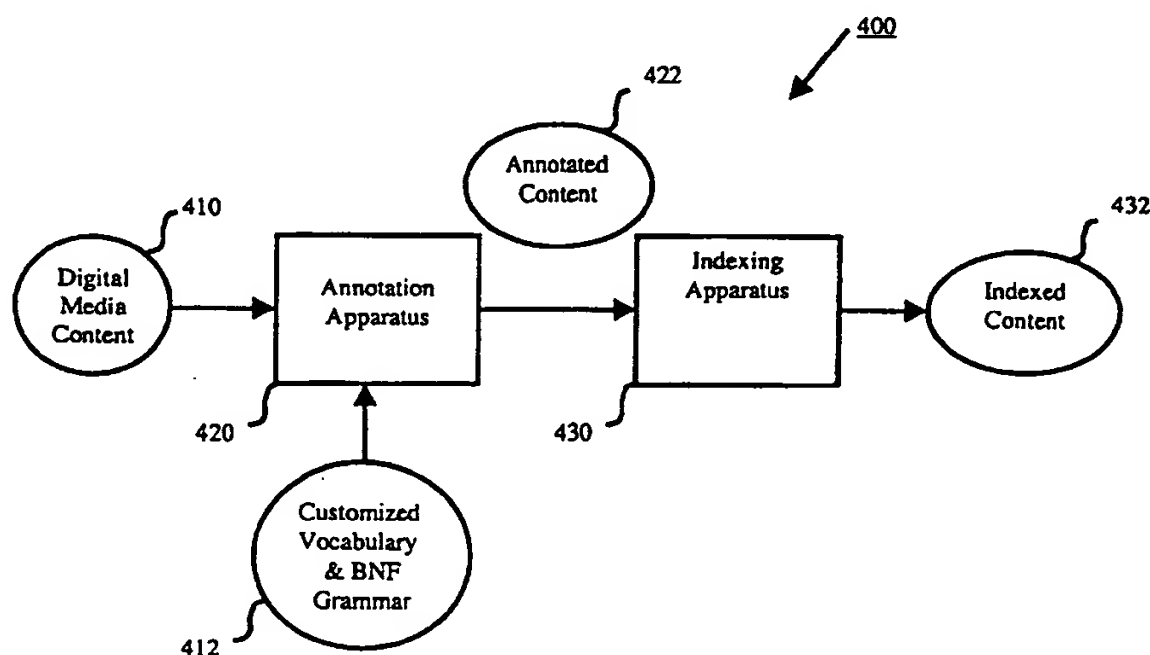 400
422
Annotated
Content
410
432
Digital
Media
Content
Annotation
Apparatus
Indexing
Apparatus
Indexed
Content
420
430
Customized
Vocabulary
& BNF
Grammar
412